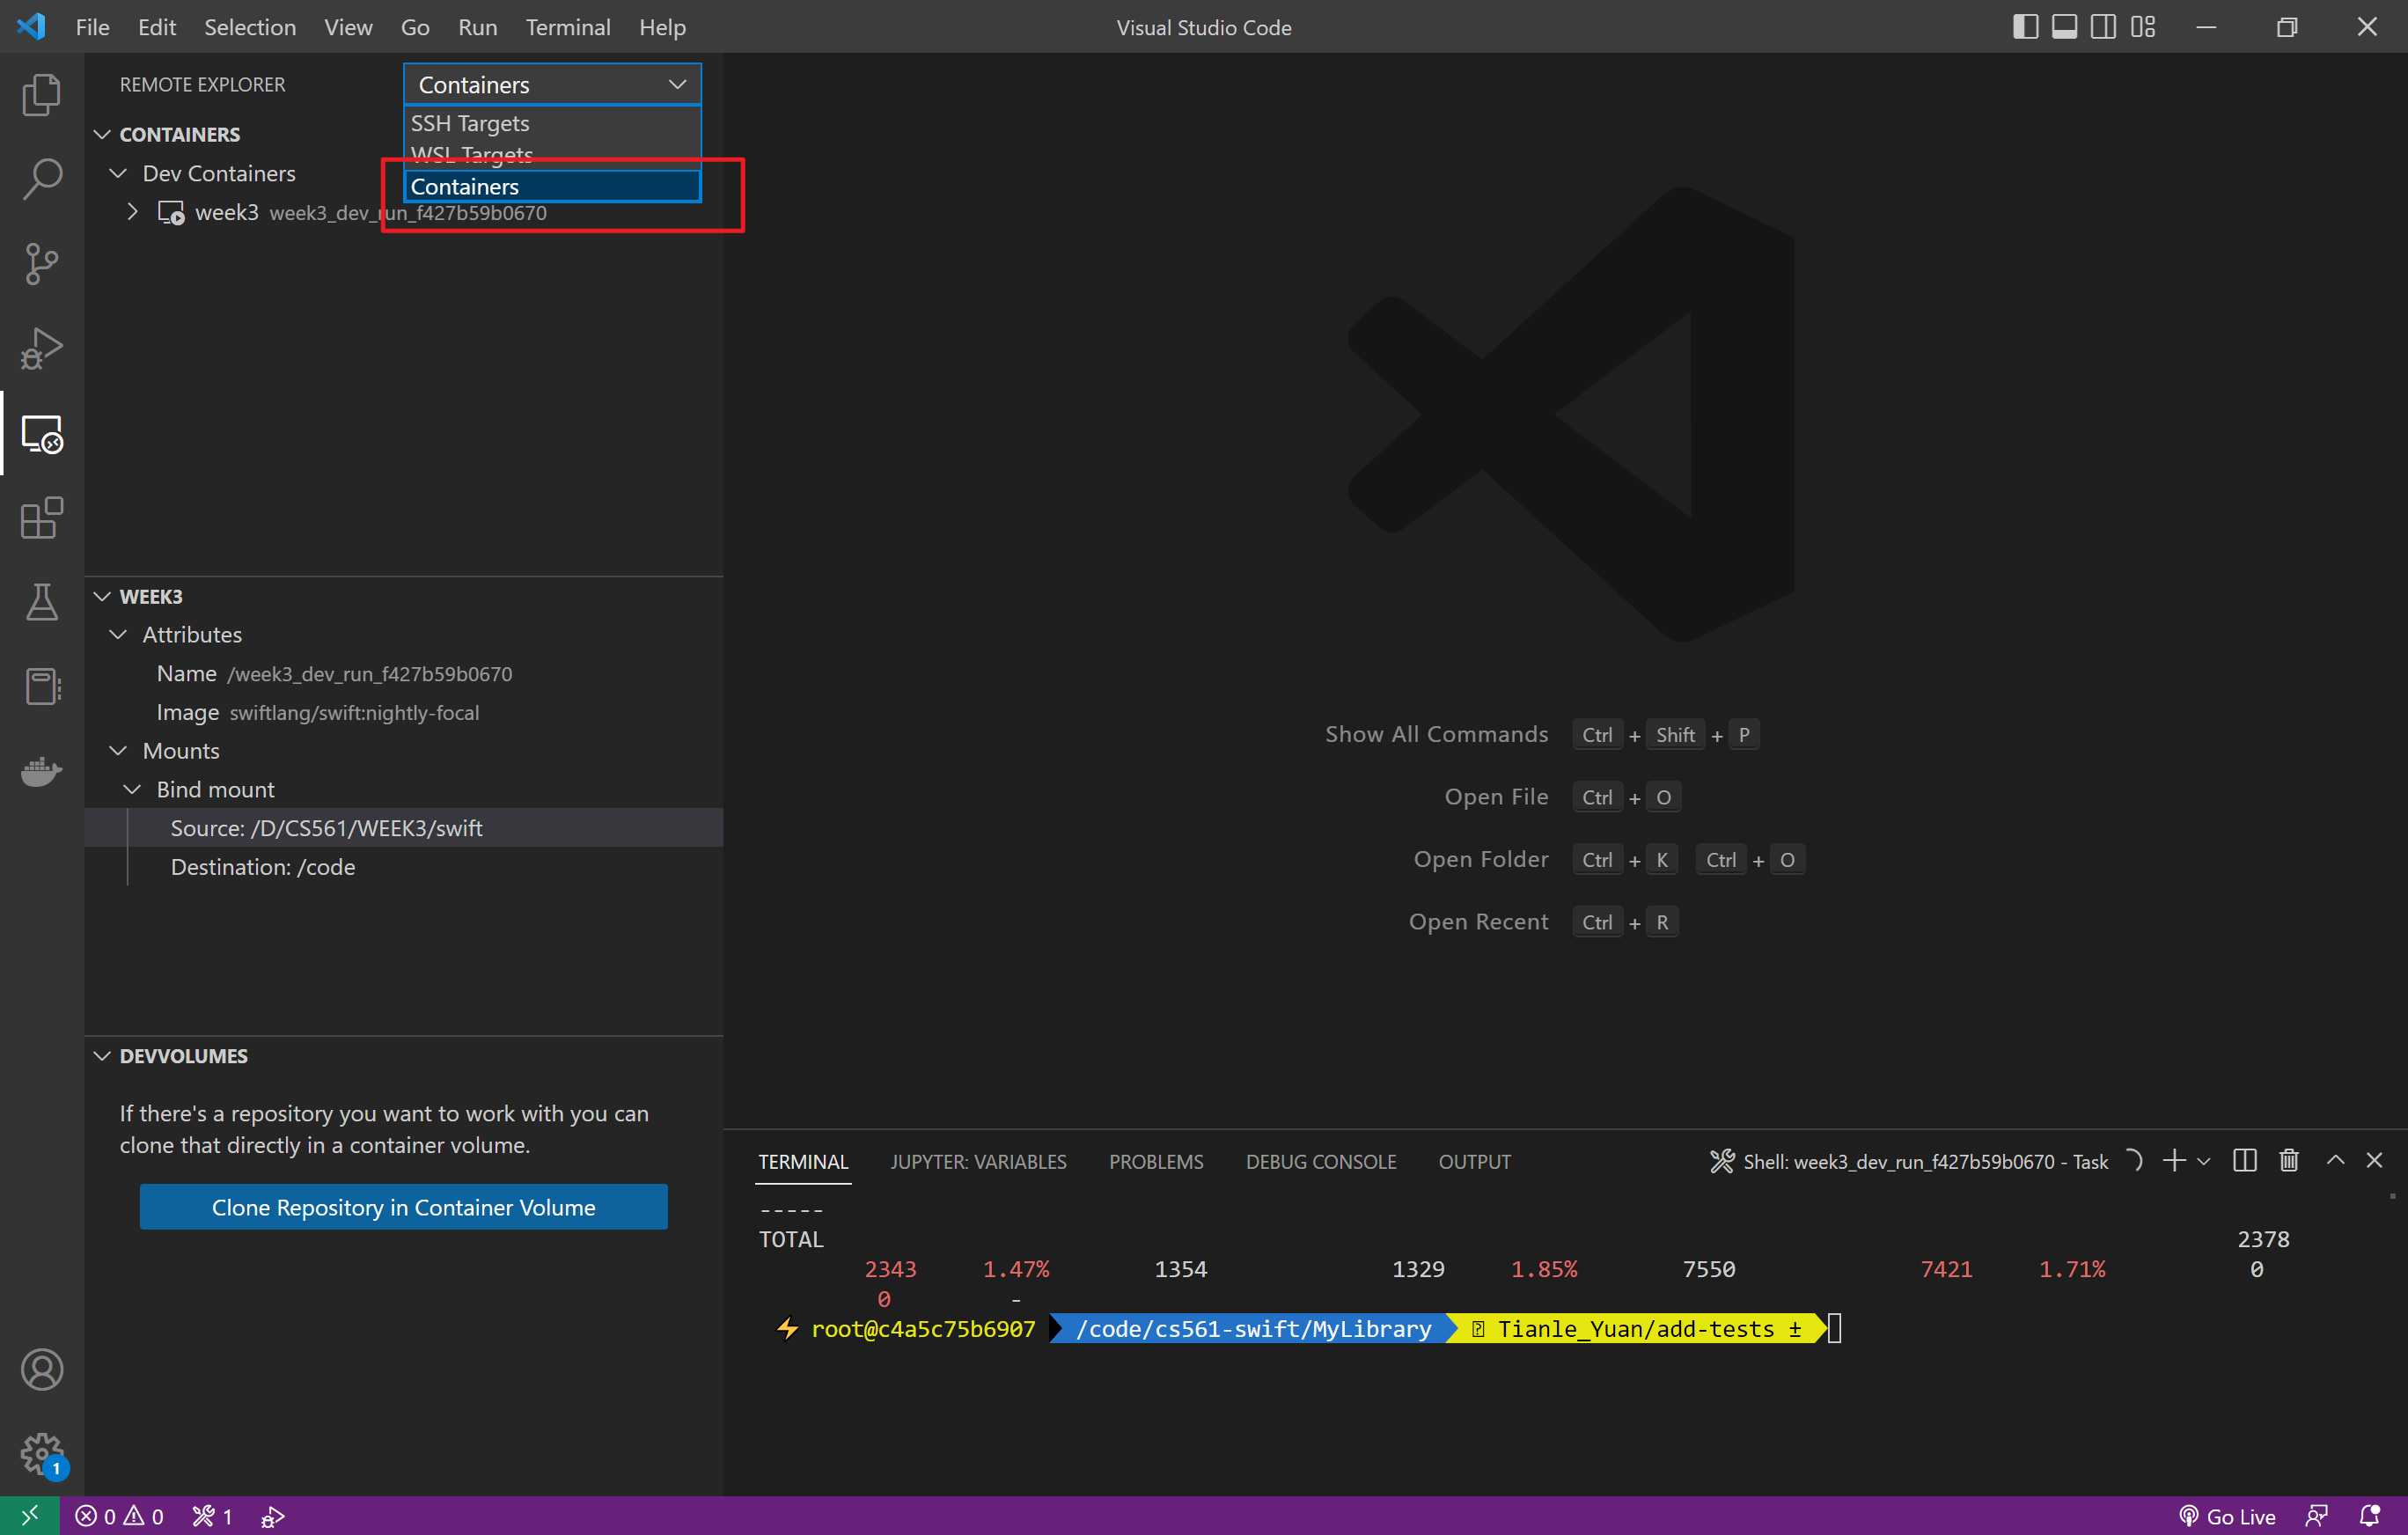 File Edit Selection View Go Run Terminal Help
Visual Studio Code
REMOTE EXPLORER
Containers
SSH Targets
WSL Targets
Containers
CONTAINERS
Dev Containers
week3 week3_dev_run_f427b59b0670
WEEK3
Attributes
Name /week3_dev_run_f427b59b0670
Image swiftlang/swift:nightly-focal
Mounts
Bind mount
Source: /D/CS561/WEEK3/swift
Destination: /code
DEVVOLUMES
If there's a repository you want to work with you can
clone that directly in a container volume.
Clone Repository in Container Volume
Show All Commands Ctrl + Shift + P
Open File Ctrl + O
Open Folder Ctrl + K Ctrl + O
Open Recent Ctrl + R
TERMINAL JUPYTER: VARIABLES PROBLEMS DEBUG CONSOLE OUTPUT
Shell: week3_dev_run_f427b59b0670 - Task
-----
TOTAL 2378
2343 1.47% 1354 1329 1.85% 7550 7421 1.71% 0
0 -
root@c4a5c75b6907 /code/cs561-swift/MyLibrary Tianle_Yuan/add-tests ±
1
0 0 1
Go Live